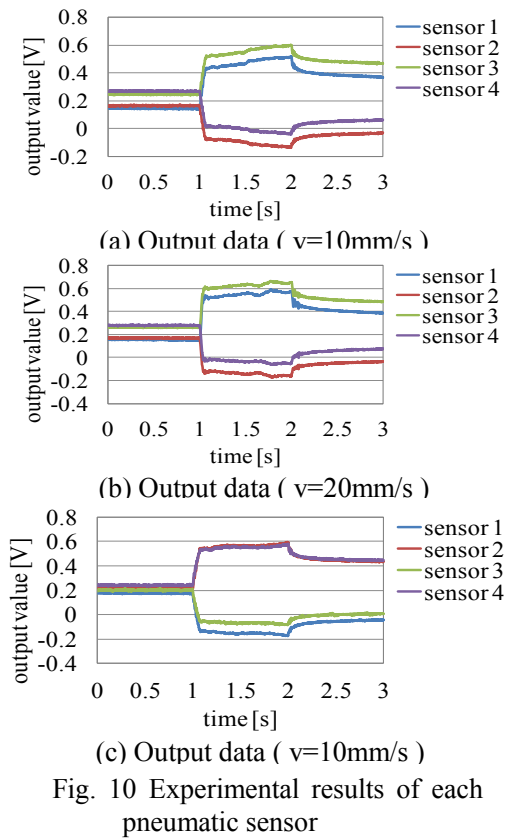 0.8
0.6
0.4
0.2
0
-0.2
output value [V]
sensor 1
sensor 2
sensor 3
sensor 4
0 0.5 1 1.5 2 2.5 3
time [s]
(a) Output data ( v=10mm/s )
0.8
0.6
0.4
0.2
0
-0.2
-0.4
output value [V]
sensor 1
sensor 2
sensor 3
sensor 4
0 0.5 1 1.5 2 2.5 3
time [s]
(b) Output data ( v=20mm/s )
0.8
0.6
0.4
0.2
0
-0.2
-0.4
output value [V]
sensor 1
sensor 2
sensor 3
sensor 4
0 0.5 1 1.5 2 2.5 3
time [s]
(c) Output data ( v=10mm/s )
Fig. 10 Experimental results of each
pneumatic sensor